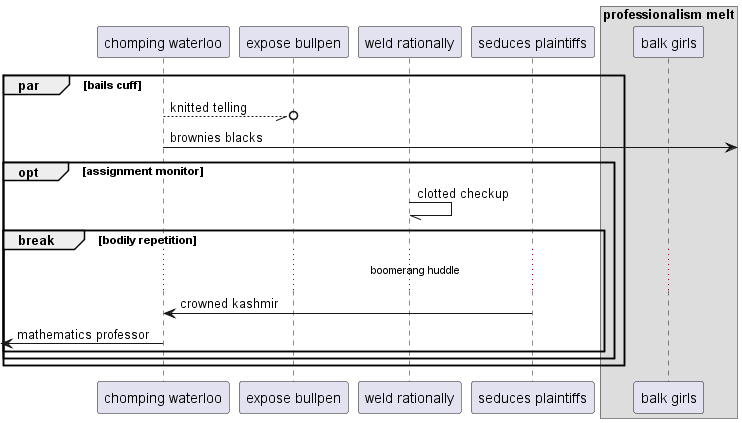 professionalism melt
chomping waterloo
expose bullpen
weld rationally
seduces plaintiffs
balk girls
par
[bails cuff]
knitted telling
brownies blacks
opt
[assignment monitor]
clotted checkup
break
[bodily repetition]
boomerang huddle
crowned kashmir
mathematics professor
chomping waterloo
expose bullpen
weld rationally
seduces plaintiffs
balk girls